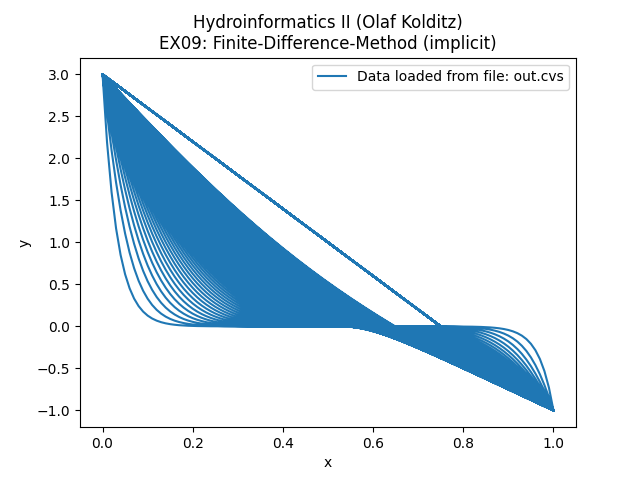 Hydroinformatics II (Olaf Kolditz)
EX09: Finite-Difference-Method (implicit)
Data loaded from file: out.cvs
3.0
2.5
2.0
1.5
1.0
0.5
0.0
−0.5
−1.0
y
0.0 0.2 0.4 0.6 0.8 1.0
x